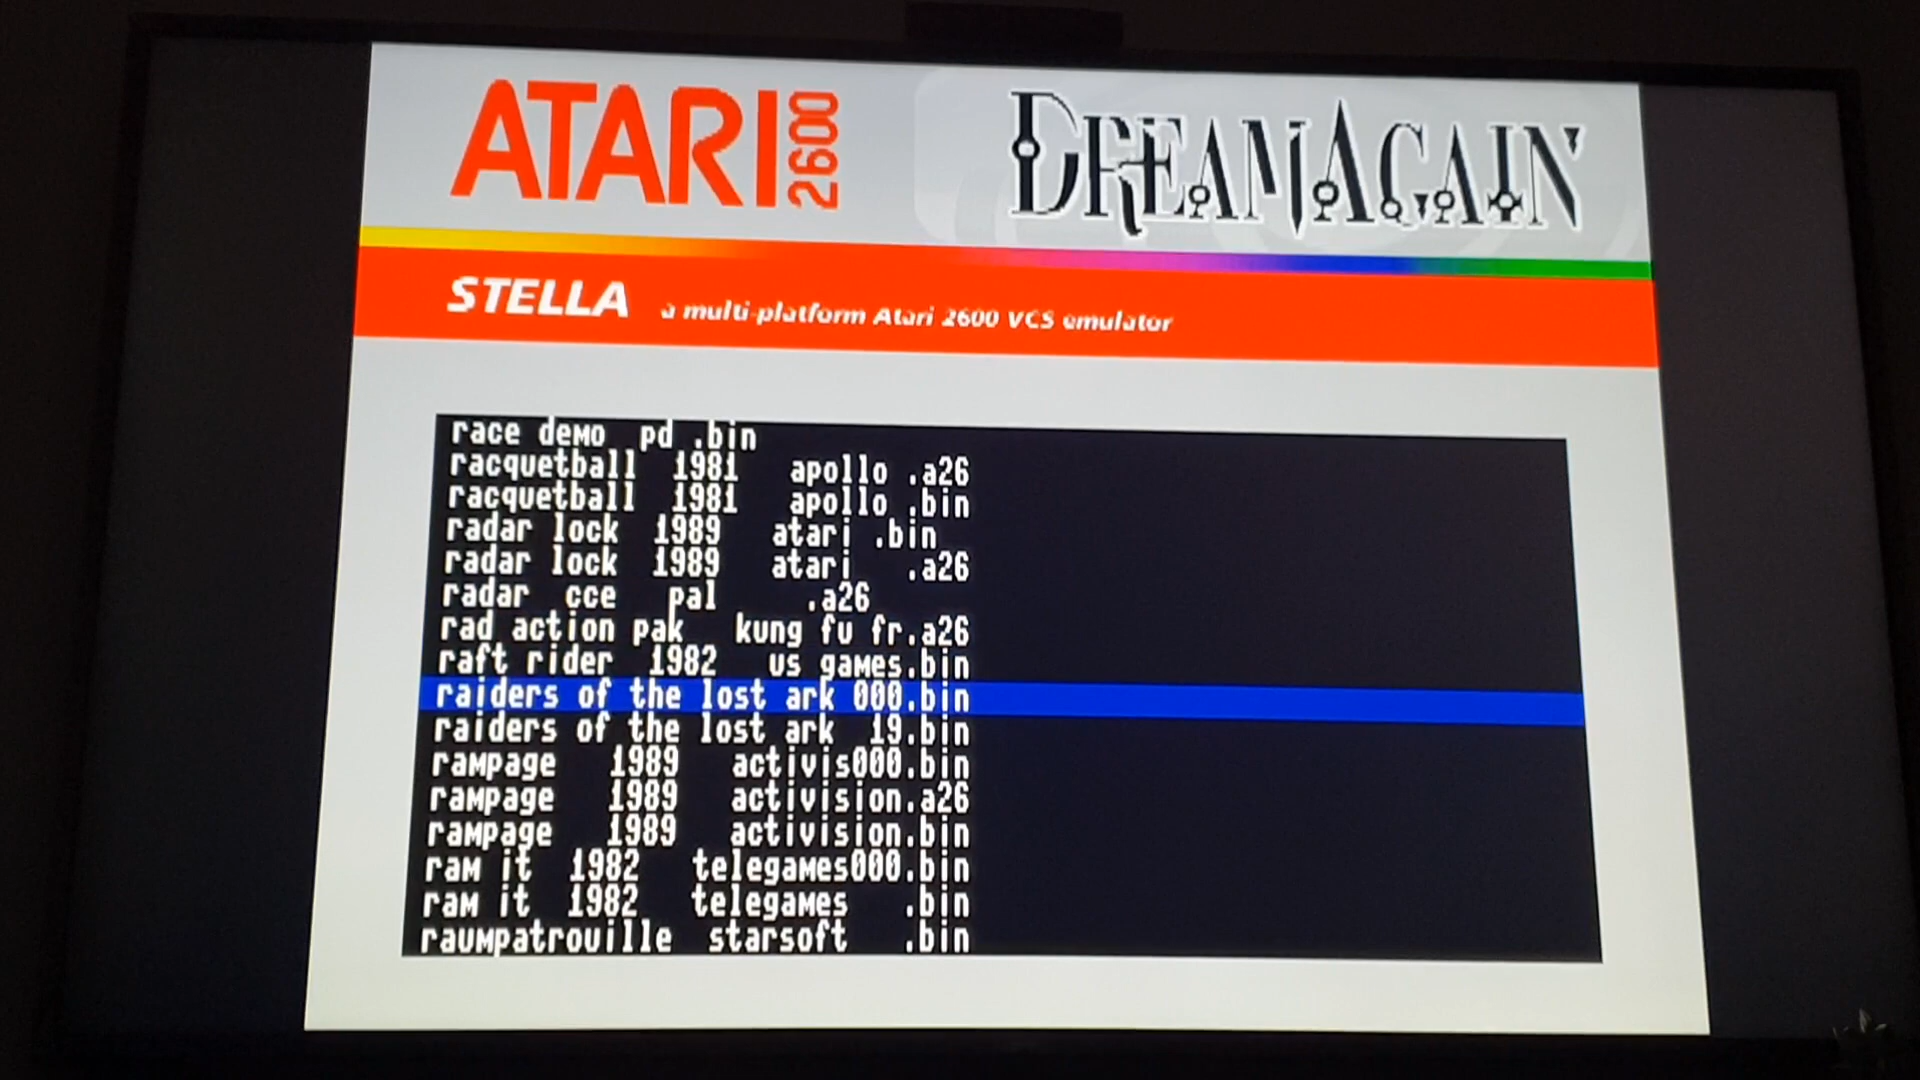 ATARI 2600
DREAMAGAIN
STELLA a multi-platform Atari 2600 VCS emulator
race demo pd .bin
racquetball 1981 apollo .a26
racquetball 1981 apollo .bin
radar lock 1989 atari .bin
radar lock 1989 atari .a26
radar cce pal .a26
rad action pak kung fu fr.a26
raft rider 1982 us games.bin
raiders of the lost ark 000.bin
raiders of the lost ark 19.bin
rampage 1989 activis000.bin
rampage 1989 activision.a26
rampage 1989 activision.bin
ram it 1982 telegames000.bin
ram it 1982 telegames .bin
raumpatrouille starsoft .bin